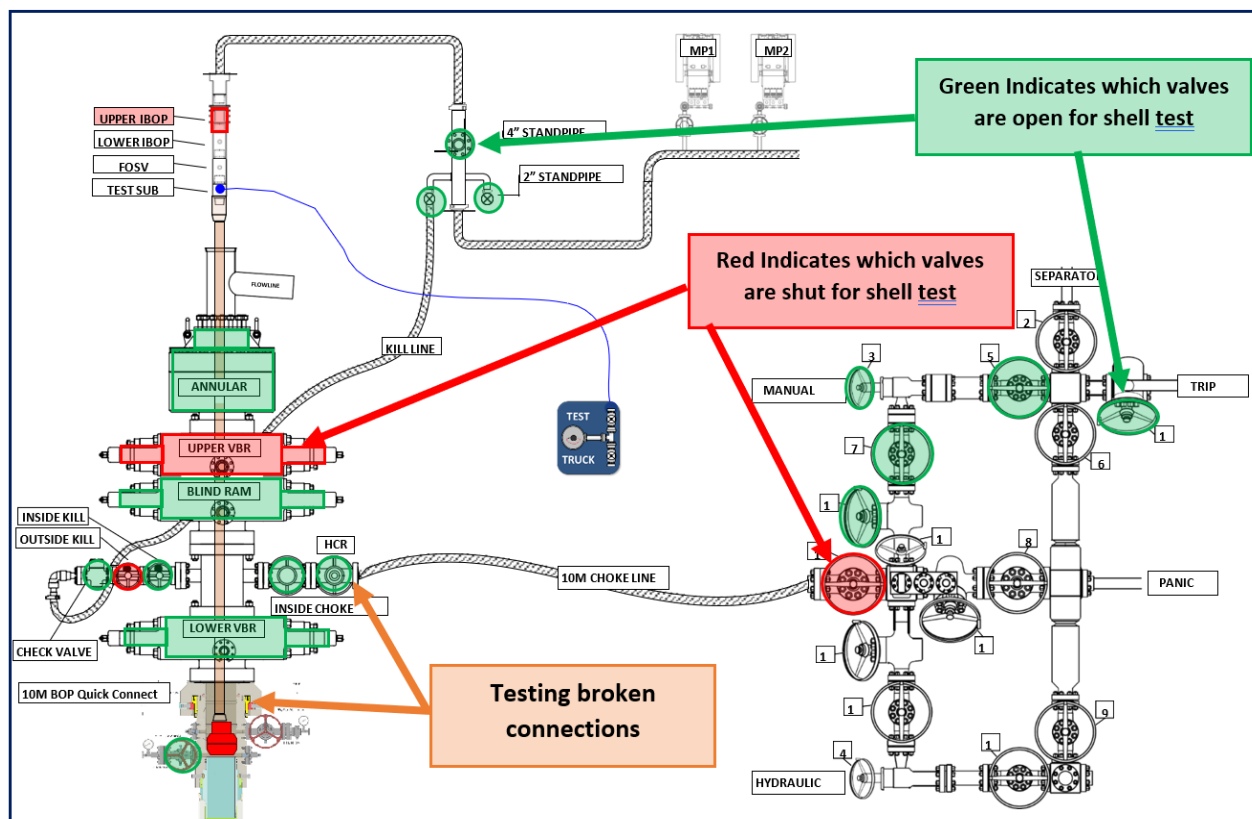 MP1
MP2
Green Indicates which valves
are open for shell test
UPPER IBOP
LOWER IBOP
FOSV
TEST SUB
4” STANDPIPE
2” STANDPIPE
Red Indicates which valves
are shut for shell test
FLOWLINE
SEPARATOR
2
3
5
MANUAL
TRIP
KILL LINE
ANNULAR
1
TEST
TRUCK
UPPER VBR
7
6
BLIND RAM
1
INSIDE KILL
OUTSIDE KILL
HCR
1
1
8
10M CHOKE LINE
PANIC
INSIDE CHOKE
LOWER VBR
CHECK VALVE
1
1
10M BOP Quick Connect
Testing broken
connections
1
9
4
1
HYDRAULIC